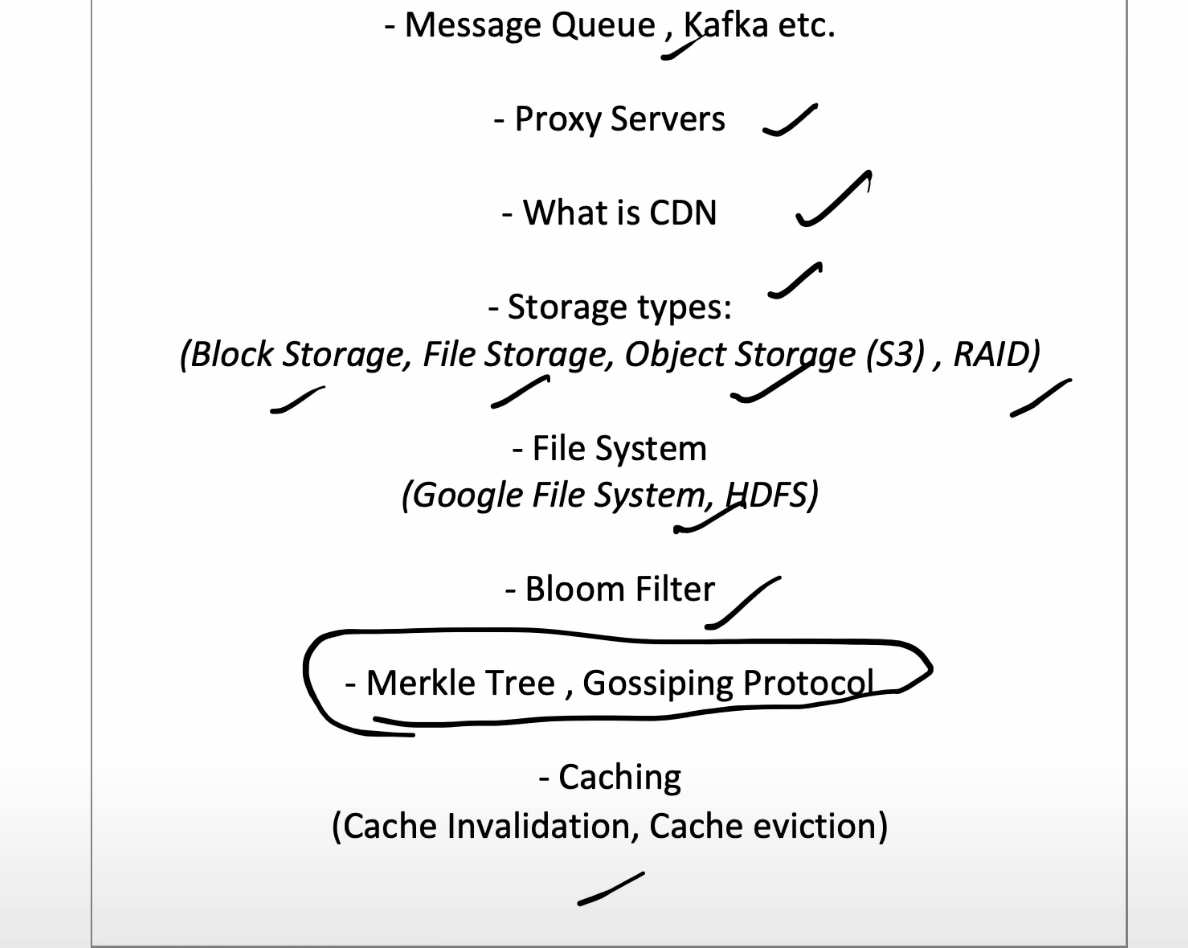 - Message Queue , Kafka etc.
- Proxy Servers
- What is CDN
- Storage types:
(Block Storage, File Storage, Object Storage (S3) , RAID)
- File System
(Google File System, HDFS)
- Bloom Filter
- Merkle Tree , Gossiping Protocol
- Caching
(Cache Invalidation, Cache eviction)